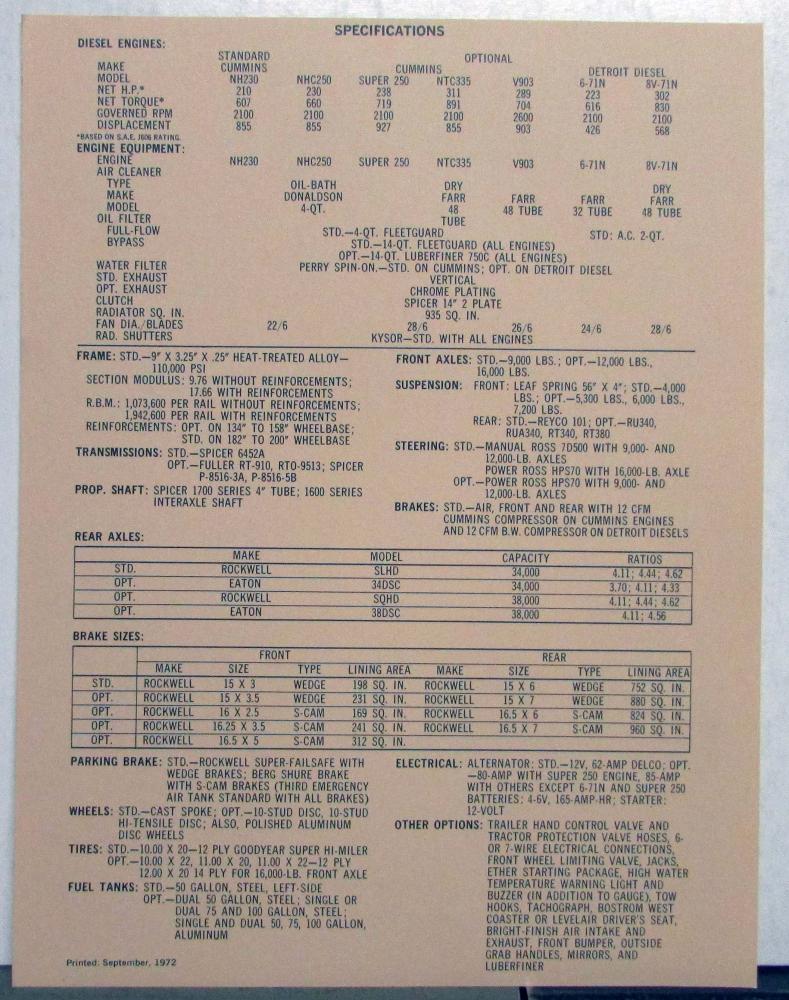 SPECIFICATIONS
DIESEL ENGINES:
STANDARD OPTIONAL
MAKE CUMMINS CUMMINS DETROIT DIESEL
MODEL NH230 NHC250 SUPER 250 NTC335 V903 6-71N 8V-71N
NET H.P.* 210 230 238 311 289 223 302
NET TORQUE* 607 660 719 891 704 616 830
GOVERNED RPM 2100 2100 2100 2100 2600 2100 2100
DISPLACEMENT 855 855 927 855 903 426 568
*BASED ON S.A.E. J606 RATING.
ENGINE EQUIPMENT:
ENGINE NH230 NHC250 SUPER 250 NTC335 V903 6-71N 8V-71N
AIR CLEANER
TYPE OIL-BATH DRY DRY
MAKE DONALDSON FARR FARR FARR FARR
MODEL 4-QT. 48 48 TUBE 32 TUBE 48 TUBE
OIL FILTER TUBE
FULL-FLOW STD.—4-QT. FLEETGUARD STD: A.C. 2-QT.
BYPASS STD.—14-QT. FLEETGUARD (ALL ENGINES)
OPT.—14-QT. LUBERFINER 750C (ALL ENGINES)
WATER FILTER PERRY SPIN-ON.—STD. ON CUMMINS; OPT. ON DETROIT DIESEL
STD. EXHAUST VERTICAL
OPT. EXHAUST CHROME PLATING
CLUTCH SPICER 14" 2 PLATE
RADIATOR SQ. IN. 935 SQ. IN.
FAN DIA./BLADES 22/6 28/6 26/6 24/6 28/6
RAD. SHUTTERS KYSOR—STD. WITH ALL ENGINES
FRAME: STD.—9" X 3.25" X .25" HEAT-TREATED ALLOY—
110,000 PSI
SECTION MODULUS: 9.76 WITHOUT REINFORCEMENTS;
17.66 WITH REINFORCEMENTS
R.B.M.: 1,073,600 PER RAIL WITHOUT REINFORCEMENTS;
1,942,600 PER RAIL WITH REINFORCEMENTS
REINFORCEMENTS: OPT. ON 134" TO 158" WHEELBASE;
STD. ON 182" TO 200" WHEELBASE
TRANSMISSIONS: STD.—SPICER 6452A
OPT.—FULLER RT-910, RTO-9513; SPICER
P-8516-3A, P-8516-5B
PROP. SHAFT: SPICER 1700 SERIES 4" TUBE; 1600 SERIES
INTERAXLE SHAFT
FRONT AXLES: STD.—9,000 LBS.; OPT.—12,000 LBS.,
16,000 LBS.
SUSPENSION: FRONT: LEAF SPRING 56" X 4"; STD.—4,000
LBS.; OPT.—5,300 LBS., 6,000 LBS.,
7,200 LBS.
REAR: STD.—REYCO 101; OPT.—RU340,
RUA340, RT340, RT380
STEERING: STD.—MANUAL ROSS 7D500 WITH 9,000- AND
12,000-LB. AXLES
POWER ROSS HPS70 WITH 16,000-LB. AXLE
OPT.—POWER ROSS HPS70 WITH 9,000- AND
12,000-LB. AXLES
BRAKES: STD.—AIR, FRONT AND REAR WITH 12 CFM
CUMMINS COMPRESSOR ON CUMMINS ENGINES
AND 12 CFM B.W. COMPRESSOR ON DETROIT DIESELS
REAR AXLES:
MAKE MODEL CAPACITY RATIOS
STD. ROCKWELL SLHD 34,000 4.11; 4.44; 4.62
OPT. EATON 34DSC 34,000 3.70; 4.11; 4.33
OPT. ROCKWELL SQHD 38,000 4.11; 4.44; 4.62
OPT. EATON 38DSC 38,000 4.11; 4.56
BRAKE SIZES:
FRONT REAR
MAKE SIZE TYPE LINING AREA MAKE SIZE TYPE LINING AREA
STD. ROCKWELL 15 X 3 WEDGE 198 SQ. IN. ROCKWELL 15 X 6 WEDGE 752 SQ. IN.
OPT. ROCKWELL 15 X 3.5 WEDGE 231 SQ. IN. ROCKWELL 15 X 7 WEDGE 880 SQ. IN.
OPT. ROCKWELL 16 X 2.5 S-CAM 169 SQ. IN. ROCKWELL 16.5 X 6 S-CAM 824 SQ. IN.
OPT. ROCKWELL 16.25 X 3.5 S-CAM 241 SQ. IN. ROCKWELL 16.5 X 7 S-CAM 960 SQ. IN.
OPT. ROCKWELL 16.5 X 5 S-CAM 312 SQ. IN.
PARKING BRAKE: STD.—ROCKWELL SUPER-FAILSAFE WITH
WEDGE BRAKES; BERG SHURE BRAKE
WITH S-CAM BRAKES (THIRD EMERGENCY
AIR TANK STANDARD WITH ALL BRAKES)
WHEELS: STD.—CAST SPOKE; OPT.—10-STUD DISC, 10-STUD
HI-TENSILE DISC; ALSO, POLISHED ALUMINUM
DISC WHEELS
TIRES: STD.—10.00 X 20—12 PLY GOODYEAR SUPER HI-MILER
OPT.—10.00 X 22, 11.00 X 20, 11.00 X 22—12 PLY
12.00 X 20 14 PLY FOR 16,000-LB. FRONT AXLE
FUEL TANKS: STD.—50 GALLON, STEEL, LEFT-SIDE
OPT.—DUAL 50 GALLON, STEEL; SINGLE OR
DUAL 75 AND 100 GALLON, STEEL;
SINGLE AND DUAL 50, 75, 100 GALLON,
ALUMINUM
ELECTRICAL: ALTERNATOR: STD.—12V, 62-AMP DELCO; OPT.
—80-AMP WITH SUPER 250 ENGINE, 85-AMP
WITH OTHERS EXCEPT 6-71N AND SUPER 250
BATTERIES: 4-6V, 165-AMP-HR; STARTER:
12-VOLT
OTHER OPTIONS: TRAILER HAND CONTROL VALVE AND
TRACTOR PROTECTION VALVE HOSES, 6-
OR 7-WIRE ELECTRICAL CONNECTIONS,
FRONT WHEEL LIMITING VALVE, JACKS,
ETHER STARTING PACKAGE, HIGH WATER
TEMPERATURE WARNING LIGHT AND
BUZZER (IN ADDITION TO GAUGE), TOW
HOOKS, TACHOGRAPH, BOSTROM WEST
COASTER OR LEVELAIR DRIVER'S SEAT,
BRIGHT-FINISH AIR INTAKE AND
EXHAUST, FRONT BUMPER, OUTSIDE
GRAB HANDLES, MIRRORS, AND
LUBERFINER
Printed: September, 1972